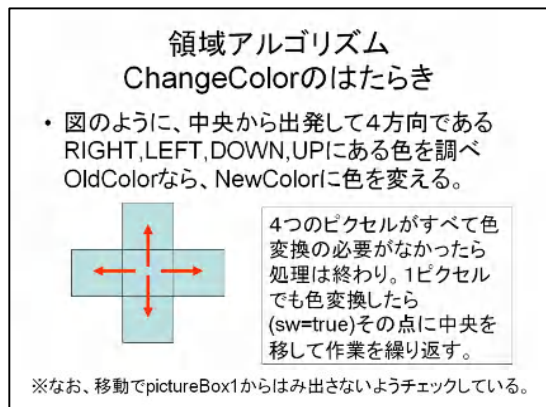 領域アルゴリズム
ChangeColorのはたらき
・ 図のように、中央から出発して4方向である
RIGHT,LEFT,DOWN,UPにある色を調べ
OldColorなら、NewColorに色を変える。
4つのピクセルがすべて色
変換の必要がなかったら
処理は終わり。1ピクセル
でも色変換したら
(sw=true)その点に中央を
移して作業を繰り返す。
※なお、移動でpictureBox1からはみ出さないようチェックしている。